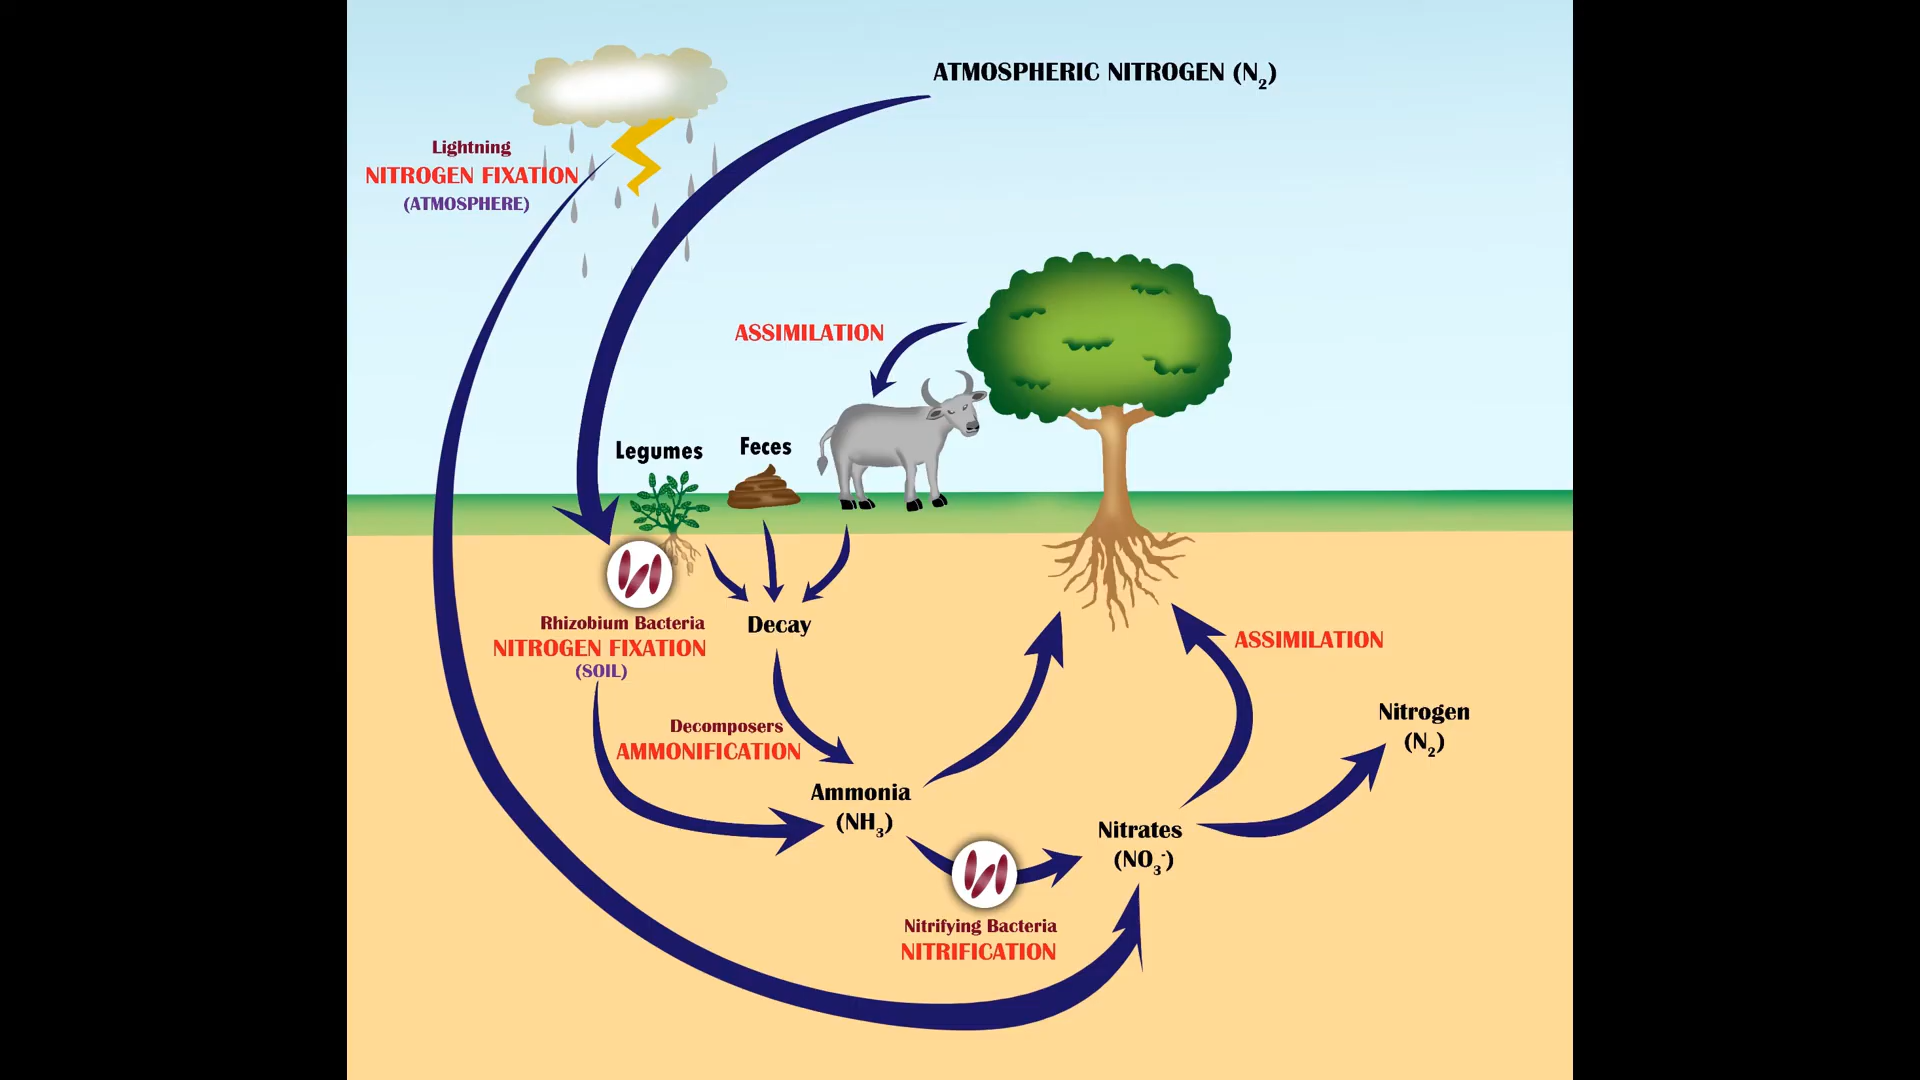 ATMOSPHERIC NITROGEN (N₂)
Lightning
NITROGEN FIXATION
(ATMOSPHERE)
ASSIMILATION
Legumes
Feces
Rhizobium Bacteria
NITROGEN FIXATION
(SOIL)
Decay
ASSIMILATION
Decomposers
AMMONIFICATION
Nitrogen
(N₂)
Ammonia
(NH₃)
Nitrates
(NO₃⁻)
Nitrifying Bacteria
NITRIFICATION